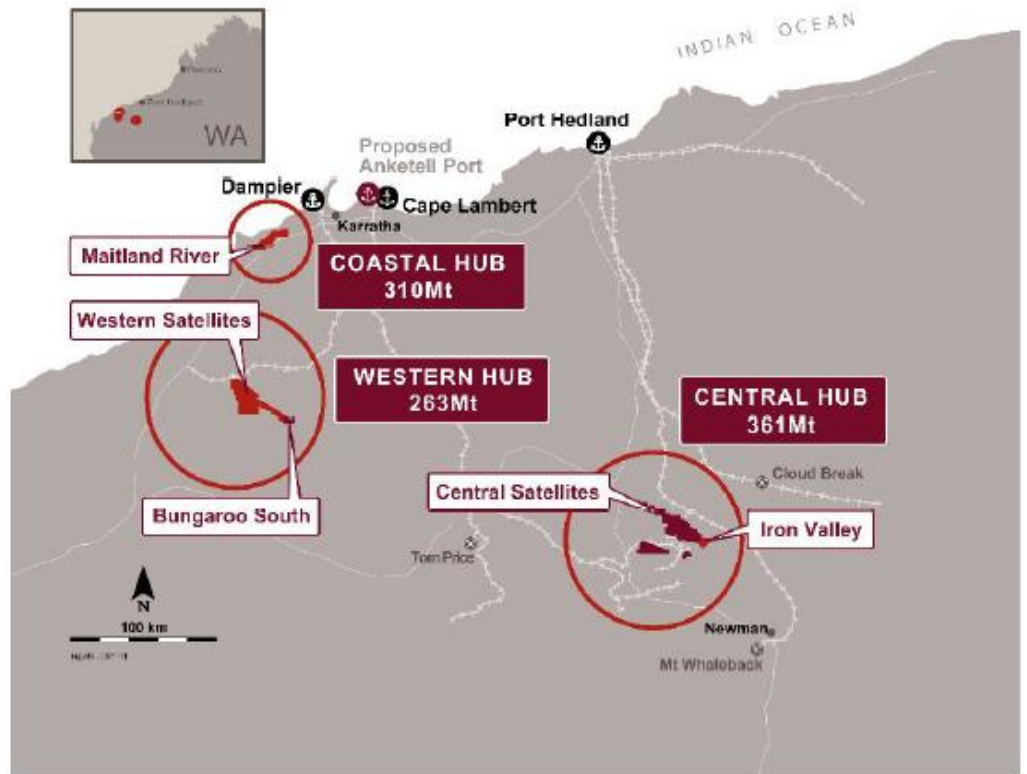 INDIAN OCEAN
Port Hedland
WA
Port Hedland
Proposed
Anketell Port
Dampier
Cape Lambert
Karratha
Maitland River
COASTAL HUB
310Mt
Western Satellites
WESTERN HUB
263Mt
CENTRAL HUB
361Mt
Cloud Break
Central Satellites
Bungaroo South
Iron Valley
Tom Price
N
100 km
Newman
Mt Whaleback